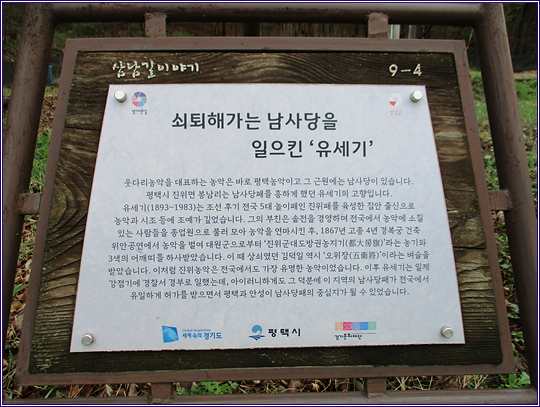 삼남길이야기
9-4
쇠퇴해가는 남사당을
일으킨 ‘유세기’
웃다리농악을 대표하는 농악은 바로 평택농악이고 그 근원에는 남사당이 있습니다.
평택시 진위면 봉남리는 남사당패를 흥하게 했던 유세기의 고향입니다.
유세기(1893~1983)는 조선 후기 전국 5대 놀이패인 진위패를 육성한 집안 출신으로
농악과 시조 등에 조예가 깊었습니다. 그의 부친은 솔전을 경영하며 전국에서 농악에 소질
있는 사람들을 종업원으로 불러 모아 농악을 연마시킨 후, 1867년 고종 4년 경복궁 건축
위안공연에서 농악을 벌여 대원군으로부터 ‘진위군대도방권농지기(都大房旗)’라는 농기와
3색의 어깨띠를 하사받았습니다. 이 때 상쇠였던 김덕일 역시 ‘오위장(五衛將)’이라는 벼슬을
받았습니다. 이처럼 진위농악은 전국에서도 가장 유명한 농악이었습니다. 이후 유세기는 일제
강점기에 경찰서 경부로 일했는데, 아이러니하게도 그 덕분에 이 지역의 남사당패가 전국에서
유일하게 허가를 받으면서 평택과 안성이 남사당패의 중심지가 될 수 있었습니다.
세계속의 경기도
평택시
경기문화재단